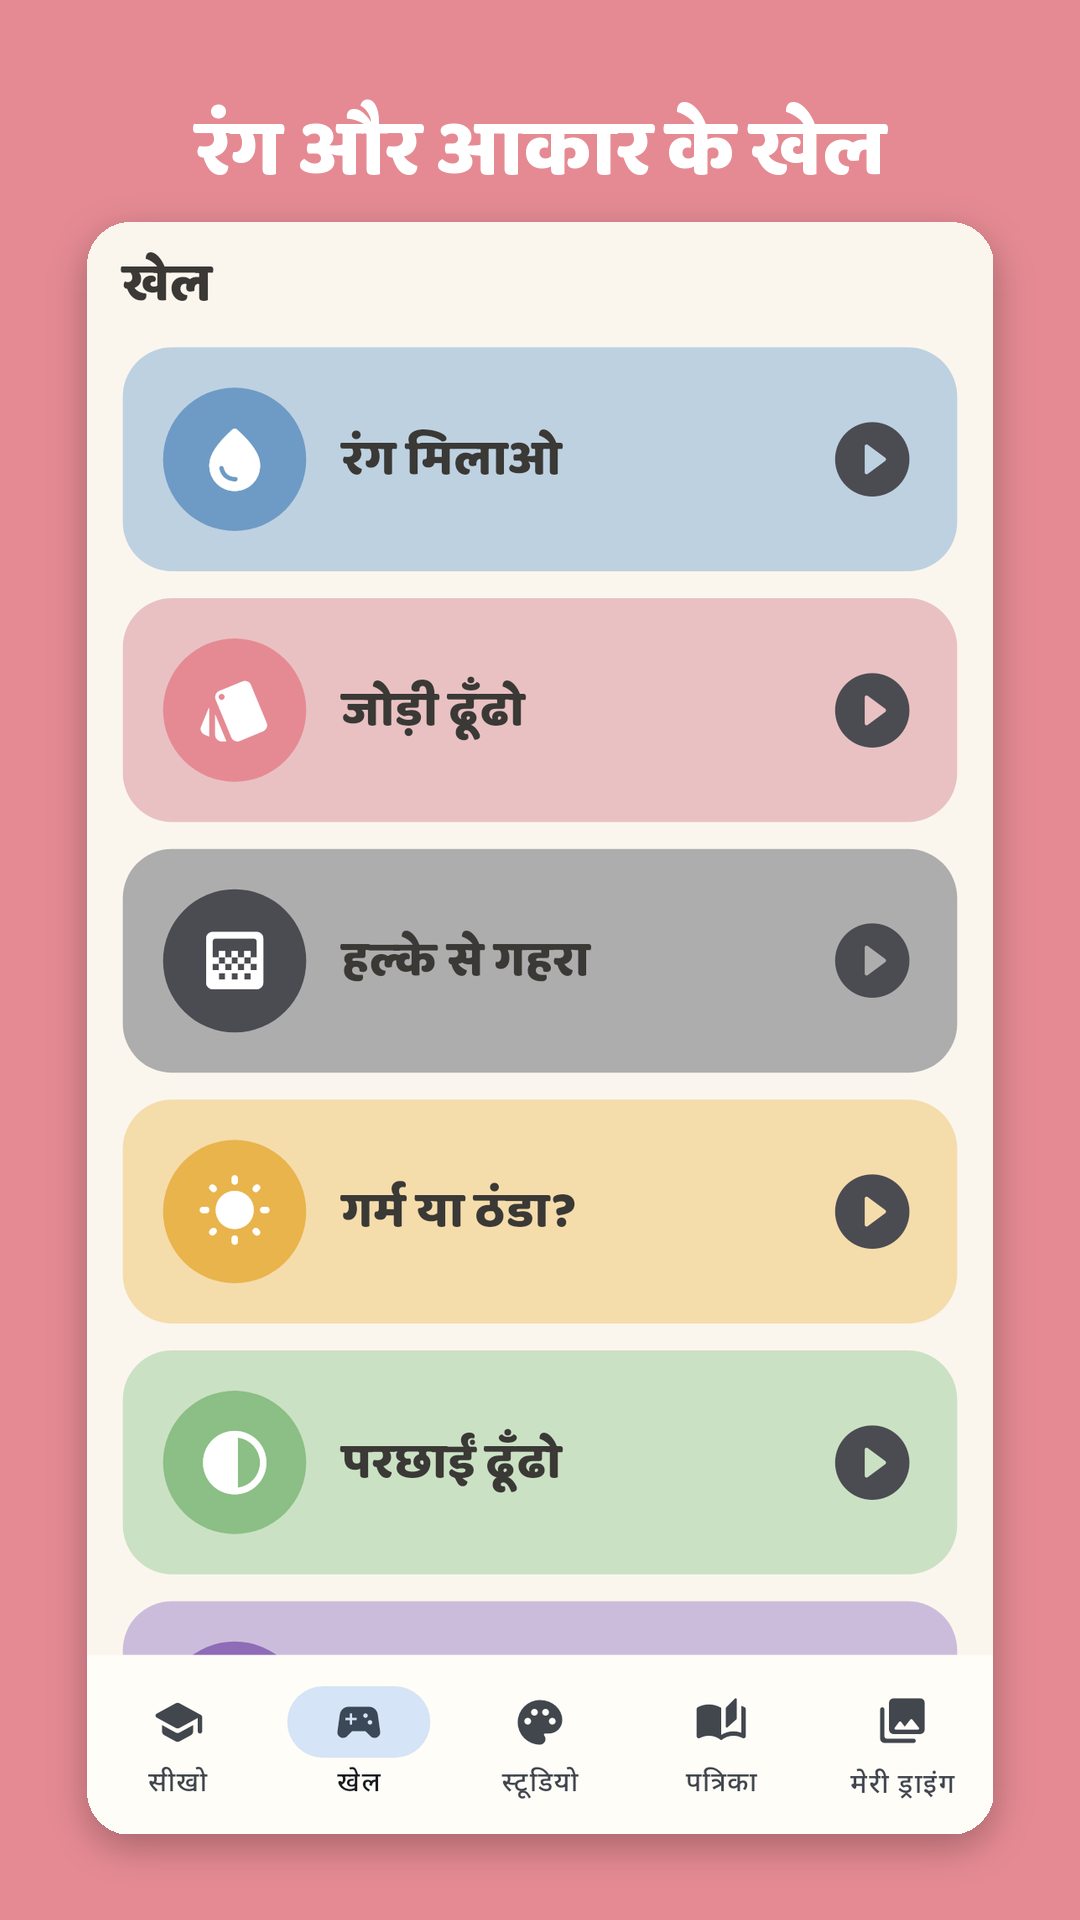 रंग और आकार के खेल
खेल
रंग मिलाओ
जोड़ी ढूँढो
हल्के से गहरा
गर्म या ठंडा?
परछाईं ढूँढो
सीखो
खेल
स्टूडियो
पत्रिका
मेरी ड्राइंग